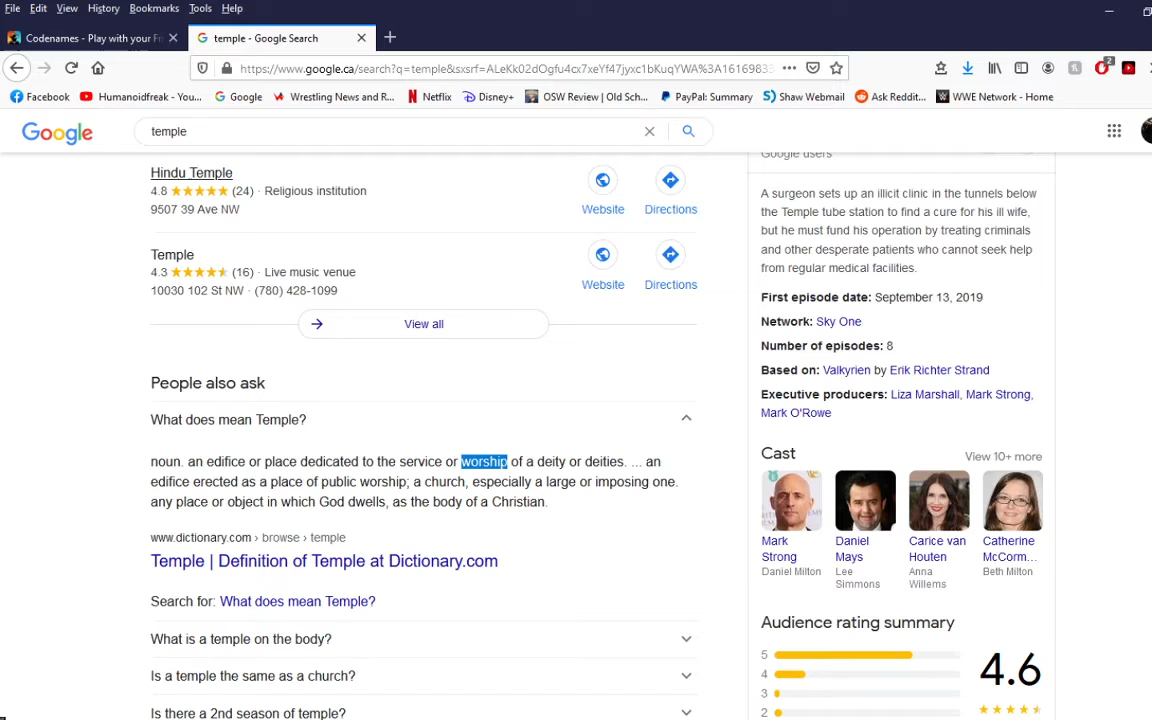 File Edit View History Bookmarks Tools Help
Codenames - Play with your Fr
temple - Google Search
https://www.google.ca/search?q=temple&sxsrf=ALeKk02dOgfu4cx7xeYf47jyxc1bKuqYWA%3A16169833
2
Facebook Humanoidfreak - You... Google Wrestling News and R... Netflix Disney+ OSW Review | Old Sch... PayPal: Summary Shaw Webmail Ask Reddit... WWE Network - Home
Google temple
Hindu Temple
4.8 (24) · Religious institution
9507 39 Ave NW
Website Directions
Temple
4.3 (16) · Live music venue
10030 102 St NW · (780) 428-1099
Website Directions
View all
People also ask
What does mean Temple?
noun. an edifice or place dedicated to the service or worship of a deity or deities. ... an
edifice erected as a place of public worship; a church, especially a large or imposing one.
any place or object in which God dwells, as the body of a Christian.
www.dictionary.com › browse › temple
Temple | Definition of Temple at Dictionary.com
Search for: What does mean Temple?
What is a temple on the body?
Is a temple the same as a church?
Is there a 2nd season of temple?
Google users
A surgeon sets up an illicit clinic in the tunnels below
the Temple tube station to find a cure for his ill wife,
but he must fund his operation by treating criminals
and other desperate patients who cannot seek help
from regular medical facilities.
First episode date: September 13, 2019
Network: Sky One
Number of episodes: 8
Based on: Valkyrien by Erik Richter Strand
Executive producers: Liza Marshall, Mark Strong,
Mark O'Rowe
Cast
View 10+ more
Mark
Strong
Daniel Milton
Daniel
Mays
Lee
Simmons
Carice van
Houten
Anna
Willems
Catherine
McCorm...
Beth Milton
Audience rating summary
5
4
3
2
4.6